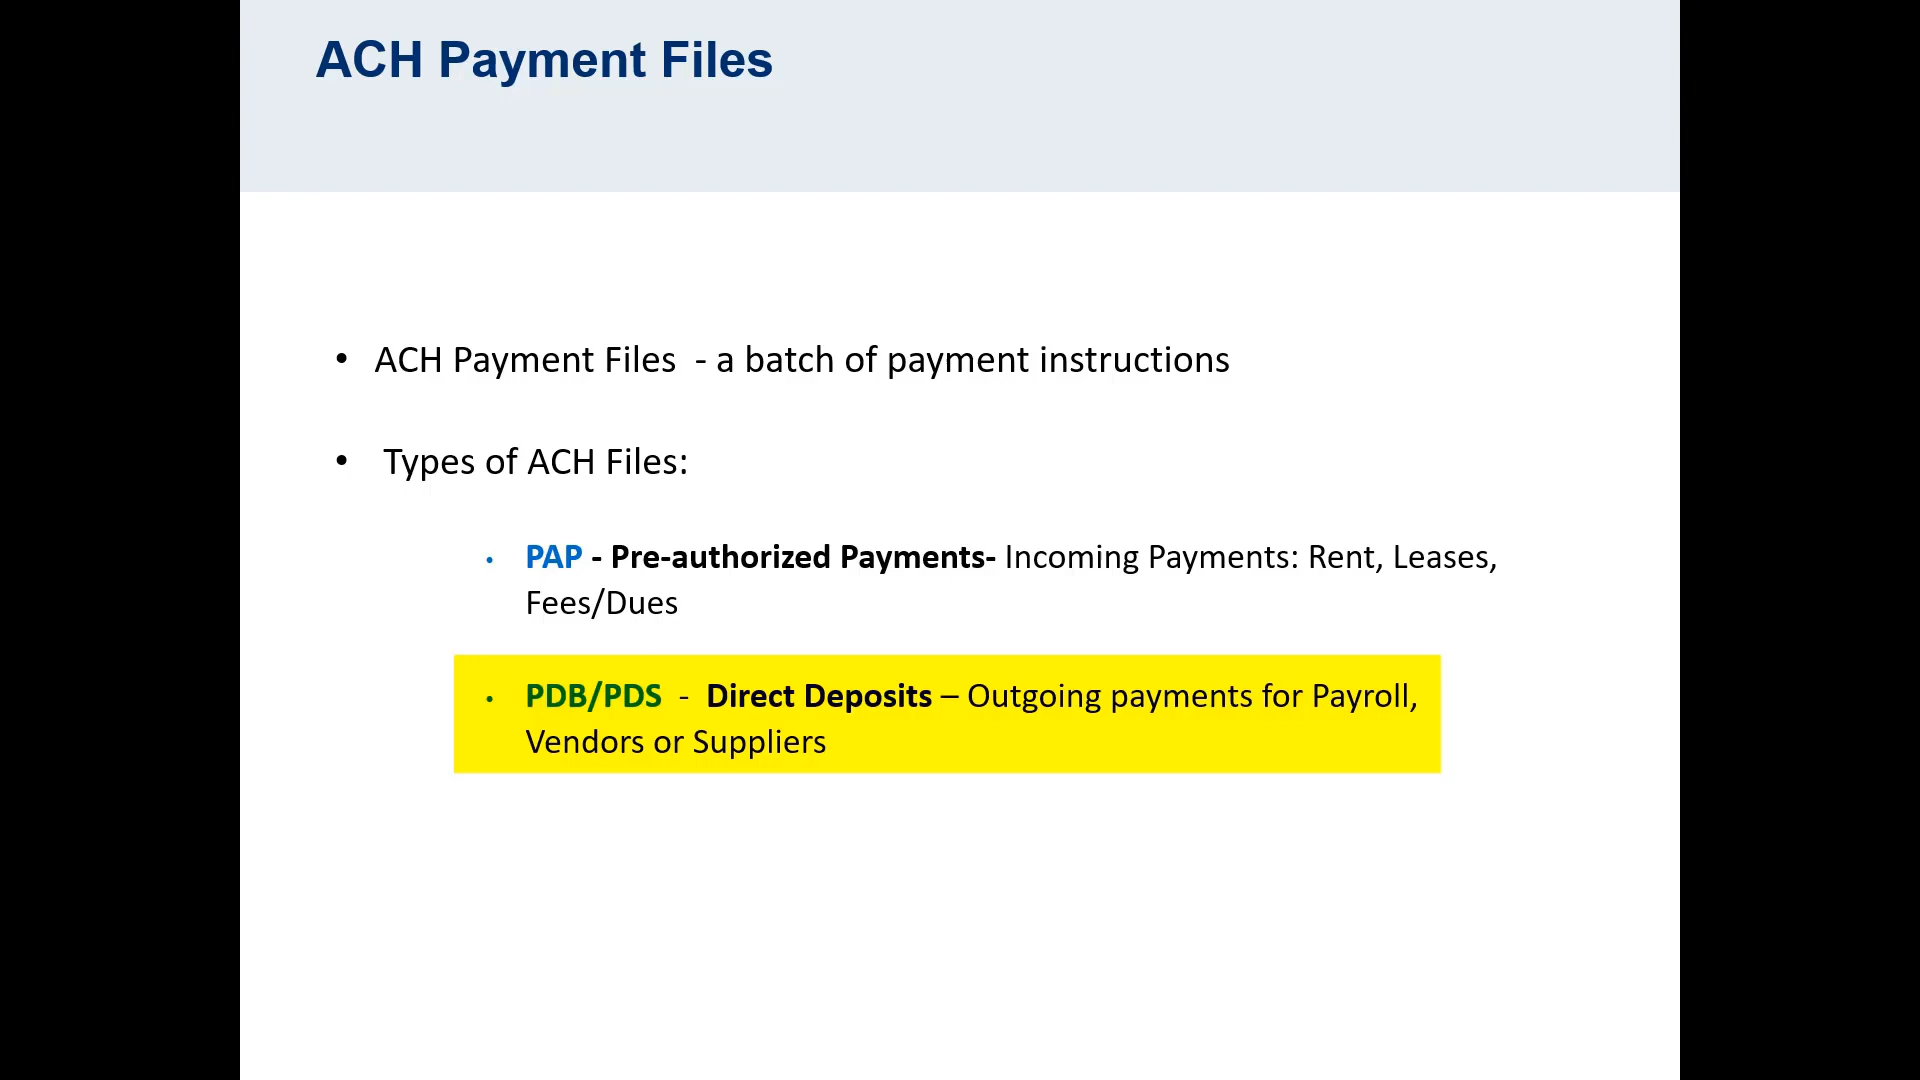 ACH Payment Files
• ACH Payment Files  - a batch of payment instructions
• Types of ACH Files:
• PAP - Pre-authorized Payments- Incoming Payments: Rent, Leases,
Fees/Dues
• PDB/PDS  -  Direct Deposits – Outgoing payments for Payroll,
Vendors or Suppliers